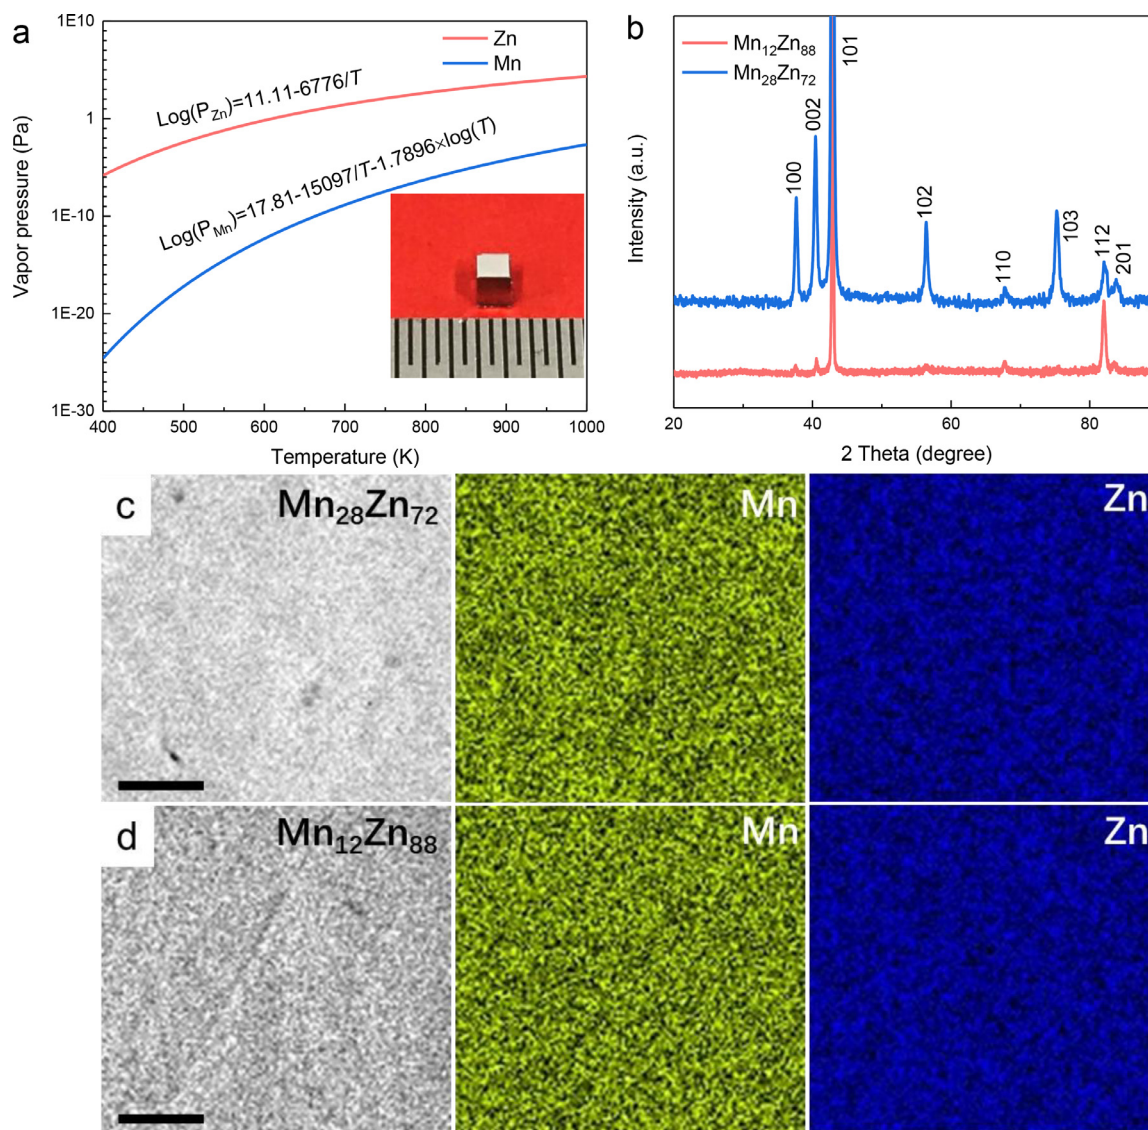 a
1E10
1
1E-10
1E-20
1E-30
Vapor pressure (Pa)
400 500 600 700 800 900 1000
Temperature (K)
Zn
Mn
Log(P_Zn)=11.11-6776/T
Log(P_Mn)=17.81-15097/T-1.7896×log(T)
b
Mn₁₂Zn₈₈
Mn₂₈Zn₇₂
100
002
101
102
110
103
112
201
Intensity (a.u.)
20 40 60 80
2 Theta (degree)
c
Mn₂₈Zn₇₂
Mn
Zn
d
Mn₁₂Zn₈₈
Mn
Zn